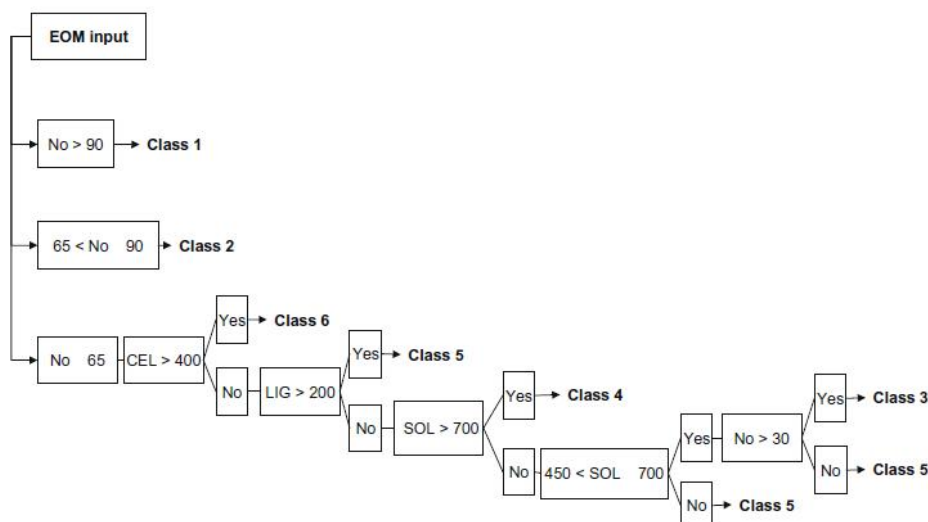 EOM input
No > 90
Class 1
65 < No 90
Class 2
No 65
CEL > 400
Yes
Class 6
No
LIG > 200
Yes
Class 5
No
SOL > 700
Yes
Class 4
No
450 < SOL 700
Yes
No > 30
Yes
Class 3
No
Class 5
No
Class 5